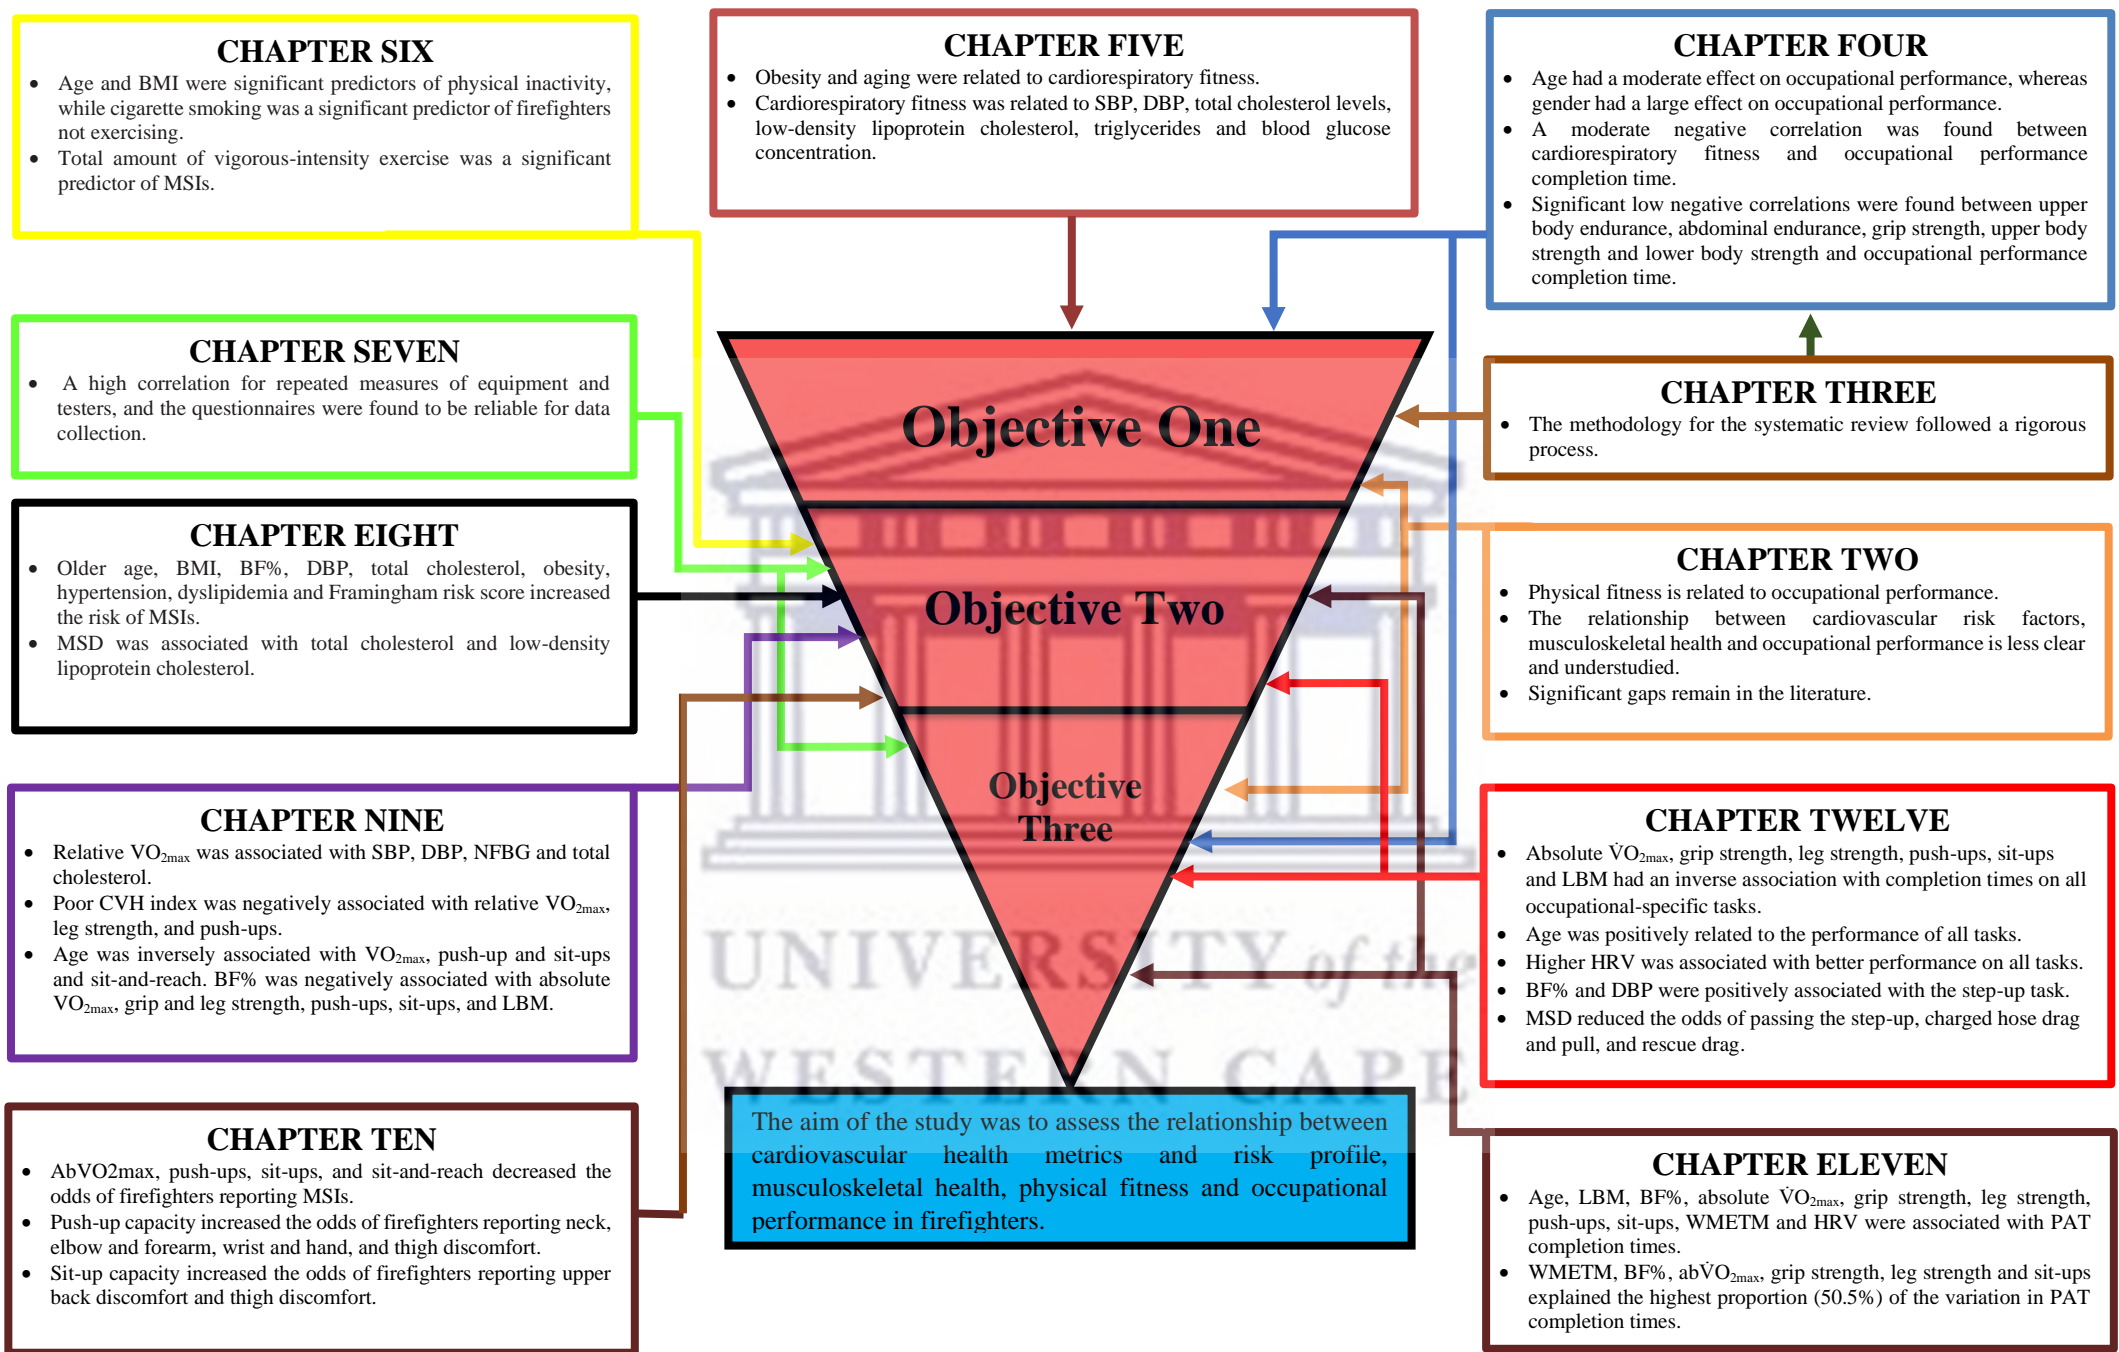 CHAPTER SIX
• Age and BMI were significant predictors of physical inactivity,
while cigarette smoking was a significant predictor of firefighters
not exercising.
• Total amount of vigorous-intensity exercise was a significant
predictor of MSIs.
CHAPTER FIVE
• Obesity and aging were related to cardiorespiratory fitness.
• Cardiorespiratory fitness was related to SBP, DBP, total cholesterol levels,
low-density lipoprotein cholesterol, triglycerides and blood glucose
concentration.
CHAPTER FOUR
• Age had a moderate effect on occupational performance, whereas
gender had a large effect on occupational performance.
• A moderate negative correlation was found between
cardiorespiratory fitness and occupational performance
completion time.
• Significant low negative correlations were found between upper
body endurance, abdominal endurance, grip strength, upper body
strength and lower body strength and occupational performance
completion time.
CHAPTER SEVEN
• A high correlation for repeated measures of equipment and
testers, and the questionnaires were found to be reliable for data
collection.
CHAPTER THREE
• The methodology for the systematic review followed a rigorous
process.
Objective One
CHAPTER EIGHT
• Older age, BMI, BF%, DBP, total cholesterol, obesity,
hypertension, dyslipidemia and Framingham risk score increased
the risk of MSIs.
• MSD was associated with total cholesterol and low-density
lipoprotein cholesterol.
Objective Two
CHAPTER TWO
• Physical fitness is related to occupational performance.
• The relationship between cardiovascular risk factors,
musculoskeletal health and occupational performance is less clear
and understudied.
• Significant gaps remain in the literature.
Objective
Three
CHAPTER NINE
• Relative VO2max was associated with SBP, DBP, NFBG and total
cholesterol.
• Poor CVH index was negatively associated with relative VO2max,
leg strength, and push-ups.
• Age was inversely associated with VO2max, push-up and sit-ups
and sit-and-reach. BF% was negatively associated with absolute
VO2max, grip and leg strength, push-ups, sit-ups, and LBM.
CHAPTER TWELVE
• Absolute V̇O2max, grip strength, leg strength, push-ups, sit-ups
and LBM had an inverse association with completion times on all
occupational-specific tasks.
• Age was positively related to the performance of all tasks.
• Higher HRV was associated with better performance on all tasks.
• BF% and DBP were positively associated with the step-up task.
• MSD reduced the odds of passing the step-up, charged hose drag
and pull, and rescue drag.
UNIVERSITY of the
WESTERN CAPE
CHAPTER TEN
• AbVO2max, push-ups, sit-ups, and sit-and-reach decreased the
odds of firefighters reporting MSIs.
• Push-up capacity increased the odds of firefighters reporting neck,
elbow and forearm, wrist and hand, and thigh discomfort.
• Sit-up capacity increased the odds of firefighters reporting upper
back discomfort and thigh discomfort.
The aim of the study was to assess the relationship between
cardiovascular health metrics and risk profile,
musculoskeletal health, physical fitness and occupational
performance in firefighters.
CHAPTER ELEVEN
• Age, LBM, BF%, absolute V̇O2max, grip strength, leg strength,
push-ups, sit-ups, WMETM and HRV were associated with PAT
completion times.
• WMETM, BF%, abV̇O2max, grip strength, leg strength and sit-ups
explained the highest proportion (50.5%) of the variation in PAT
completion times.